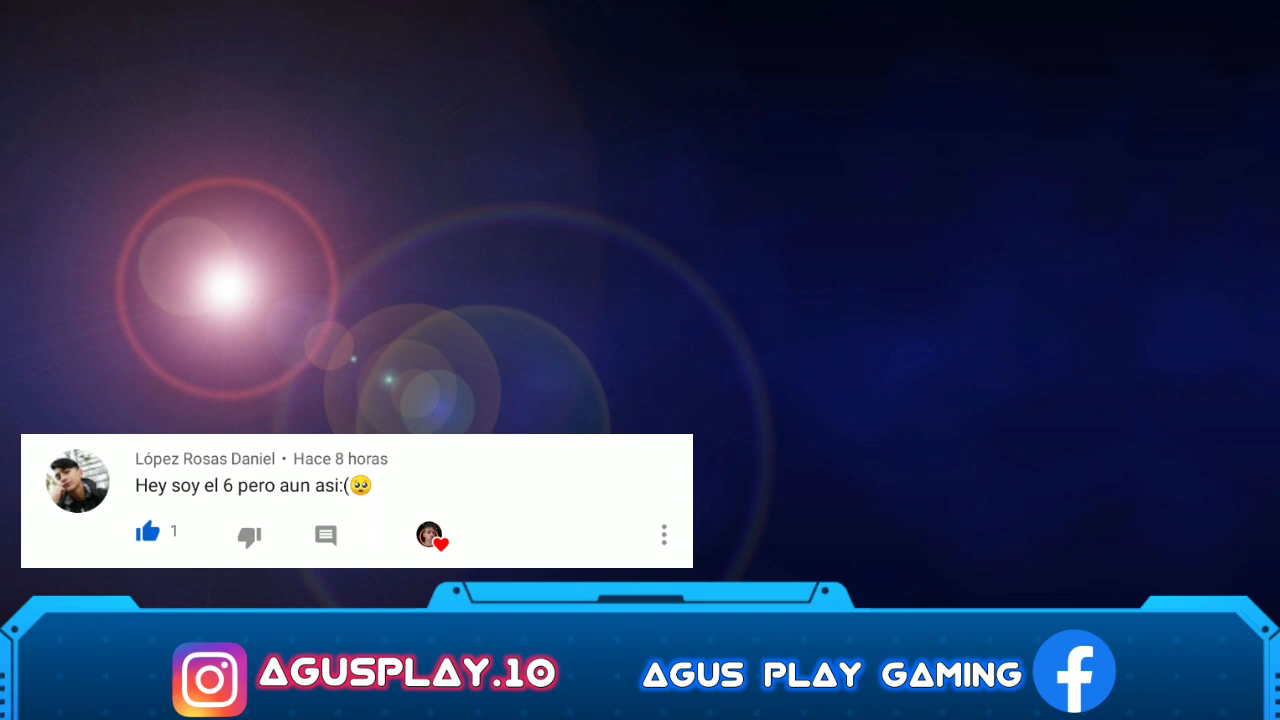 López Rosas Daniel • Hace 8 horas
Hey soy el 6 pero aun asi:(🥺
1
AGUSPLAY.10
AGUS PLAY GAMING